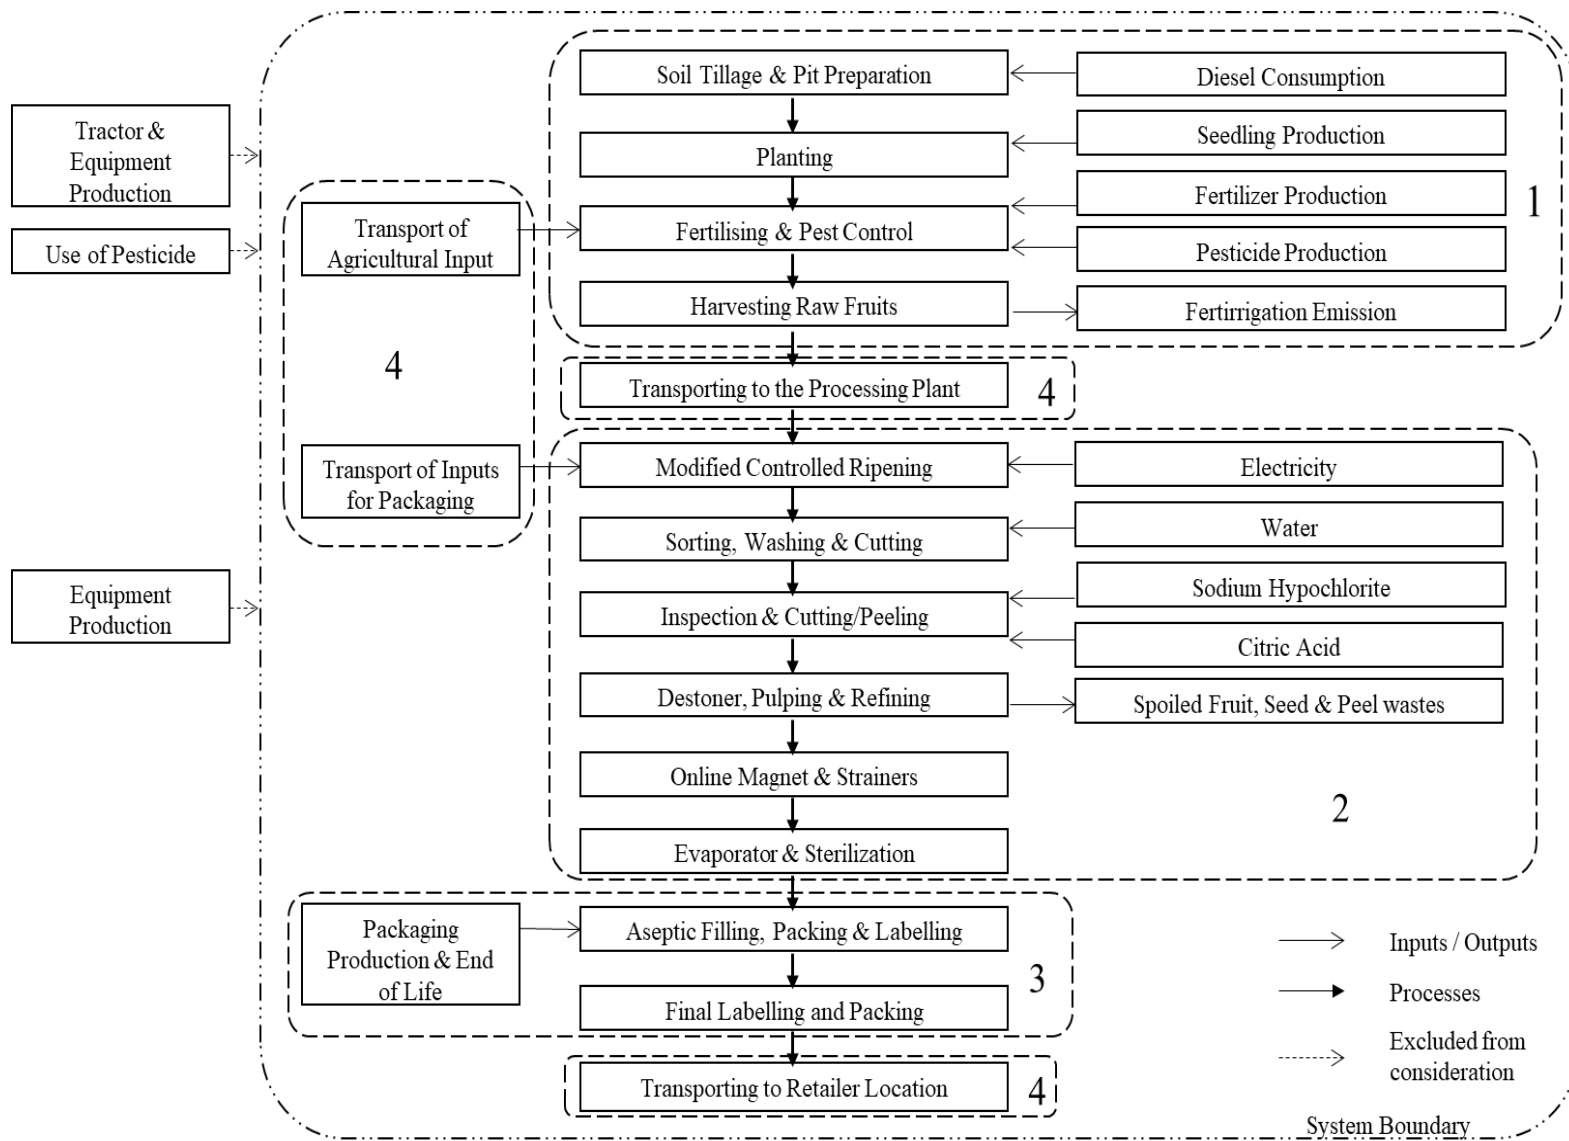 Soil Tillage & Pit Preparation
Diesel Consumption
Tractor &
Equipment
Production
Planting
Seedling Production
Fertilizer Production
1
Transport of
Agricultural Input
Fertilising & Pest Control
Use of Pesticide
Pesticide Production
Harvesting Raw Fruits
Fertirrigation Emission
4
Transporting to the Processing Plant
4
Transport of Inputs
for Packaging
Modified Controlled Ripening
Electricity
Sorting, Washing & Cutting
Water
Equipment
Production
Inspection & Cutting/Peeling
Sodium Hypochlorite
Citric Acid
Destoner, Pulping & Refining
Spoiled Fruit, Seed & Peel wastes
Online Magnet & Strainers
2
Evaporator & Sterilization
Packaging
Production & End
of Life
Aseptic Filling, Packing & Labelling
3
Final Labelling and Packing
Transporting to Retailer Location
4
Inputs / Outputs
Processes
Excluded from
consideration
System Boundary